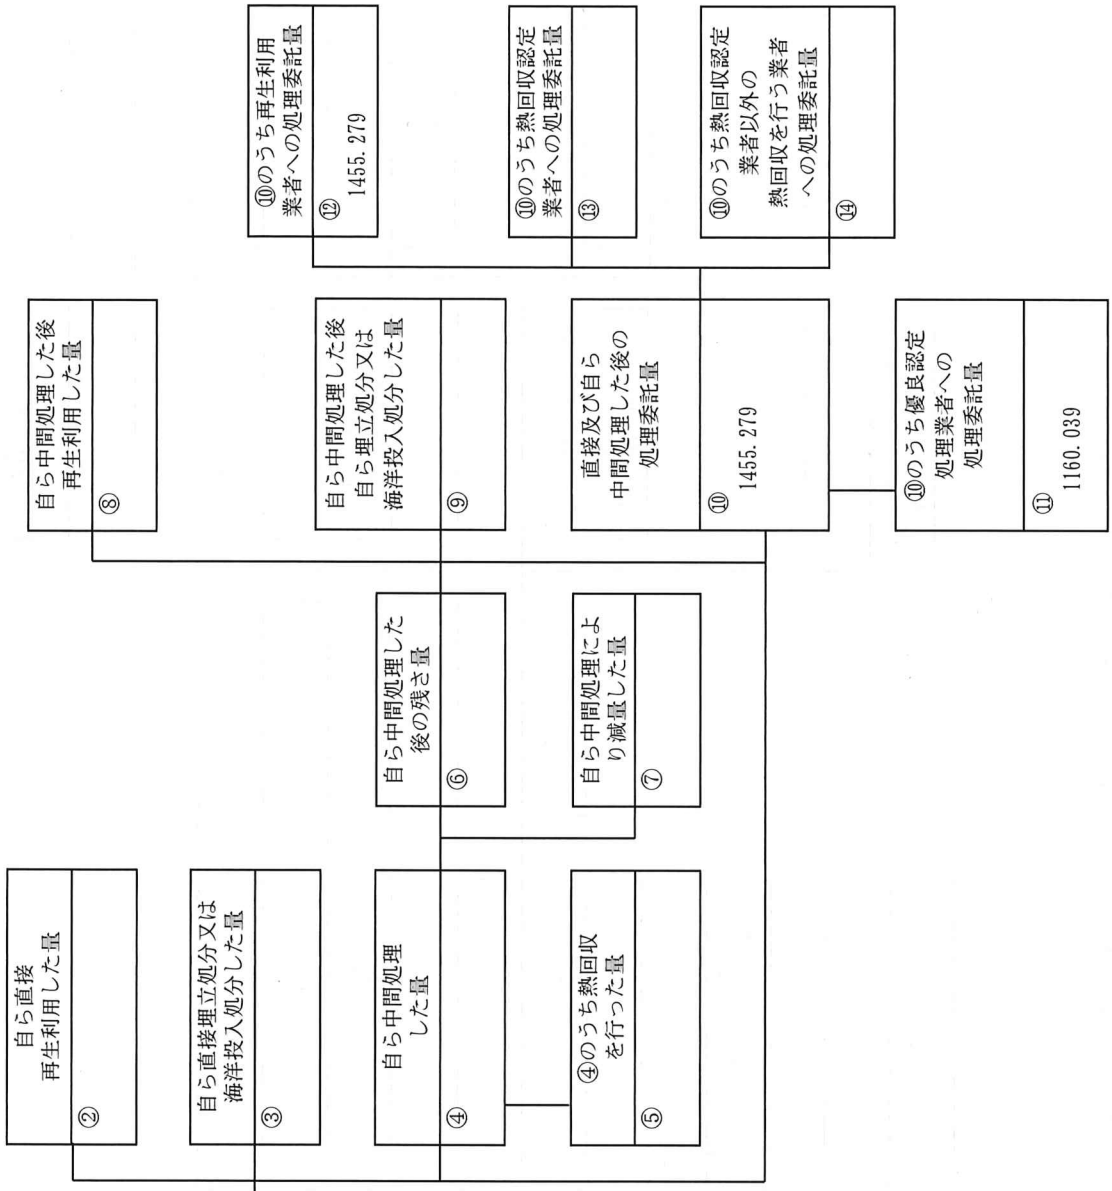 自ら直接
再生利用した量
②
自ら直接埋立処分又は
海洋投入処分した量
③
自ら中間処理
した量
④
④のうち熱回収
を行った量
⑤
自ら中間処理した
後の残さ量
⑥
自ら中間処理によ
り減量した量
⑦
自ら中間処理した後
再生利用した量
⑧
自ら中間処理した後
自ら埋立処分又は
海洋投入処分した量
⑨
直接及び自ら
中間処理した後の
処理委託量
⑩
1455.279
⑩のうち優良認定
処理業者への
処理委託量
⑪
1160.039
⑩のうち再生利用
業者への処理委託量
⑫
1455.279
⑩のうち熱回収認定
業者への処理委託量
⑬
⑩のうち熱回収認定
業者以外の
熱回収を行う業者
への処理委託量
⑭